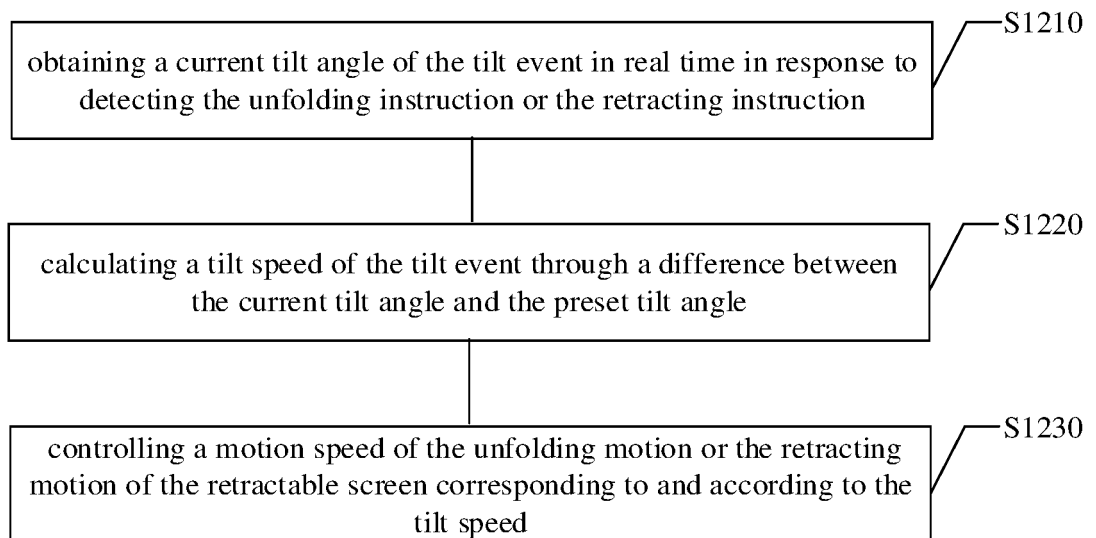 S1210
obtaining a current tilt angle of the tilt event in real time in response to
detecting the unfolding instruction or the retracting instruction
S1220
calculating a tilt speed of the tilt event through a difference between
the current tilt angle and the preset tilt angle
S1230
controlling a motion speed of the unfolding motion or the retracting
motion of the retractable screen corresponding to and according to the
tilt speed